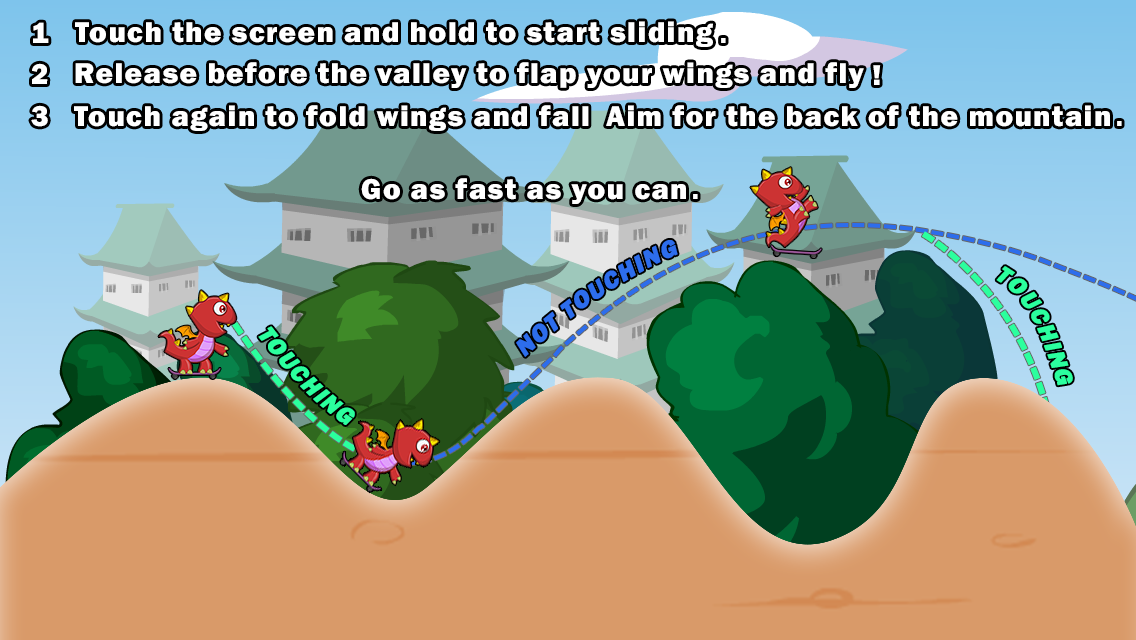 1 Touch the screen and hold to start sliding.
2 Release before the valley to flap your wings and fly!
3 Touch again to fold wings and fall Aim for the back of the mountain.
Go as fast as you can.
TOUCHING
NOT TOUCHING
TOUCHING